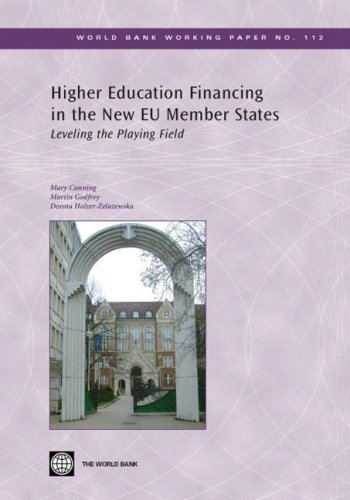 WORLD BANK WORKING PAPER NO. 112
Higher Education Financing
in the New EU Member States
Leveling the Playing Field
Mary Canning
Martin Godfrey
Dorota Holzer-Zelazewska
THE WORLD BANK